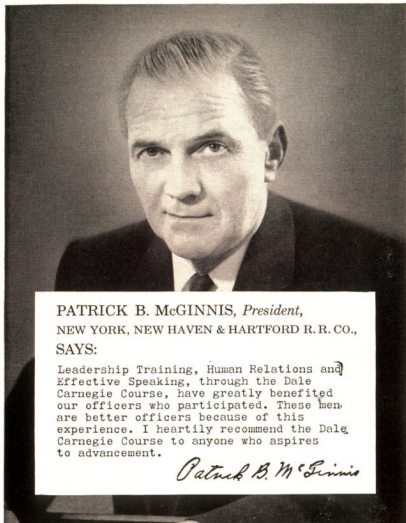 PATRICK B. McGINNIS, President,
NEW YORK, NEW HAVEN & HARTFORD R. R. CO.,
SAYS:
Leadership Training, Human Relations and
Effective Speaking, through the Dale
Carnegie Course, have greatly benefited
our officers who participated. These men
are better officers because of this
experience. I heartily recommend the Dale
Carnegie Course to anyone who aspires
to advancement.
Patrick B. McGinnis